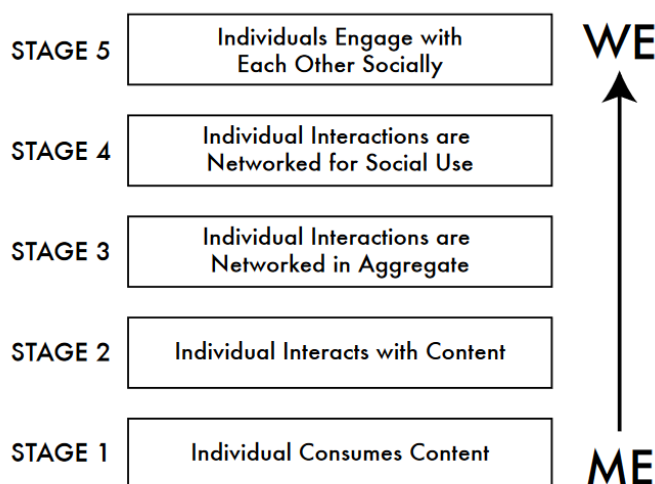 STAGE 5
Individuals Engage with
Each Other Socially
WE
STAGE 4
Individual Interactions are
Networked for Social Use
STAGE 3
Individual Interactions are
Networked in Aggregate
STAGE 2
Individual Interacts with Content
STAGE 1
Individual Consumes Content
ME